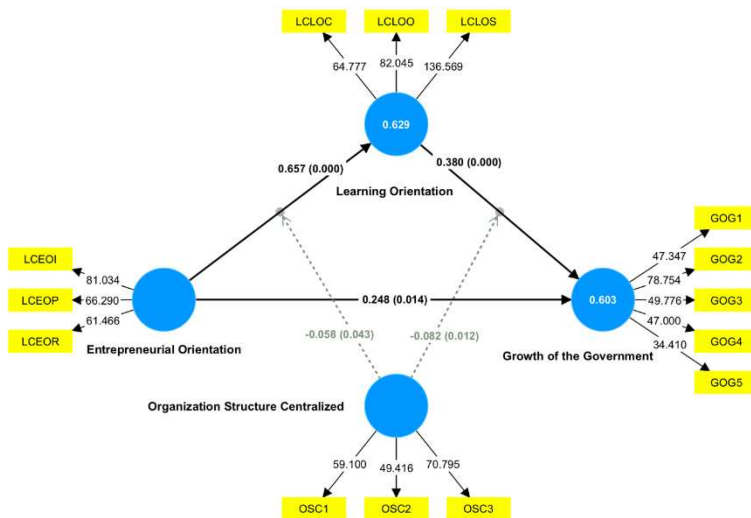 LCLOC LCLOO LCLOS
64.777 82.045 136.569
0.629
0.657 (0.000) 0.380 (0.000)
Learning Orientation
LCEOI
LCEOP
LCEOR
81.034
66.290
61.466
Entrepreneurial Orientation
0.248 (0.014)
0.603
Growth of the Government
GOG1
GOG2
GOG3
GOG4
GOG5
47.347
78.754
49.776
47.000
34.410
-0.058 (0.043) -0.082 (0.012)
Organization Structure Centralized
59.100 49.416 70.795
OSC1 OSC2 OSC3